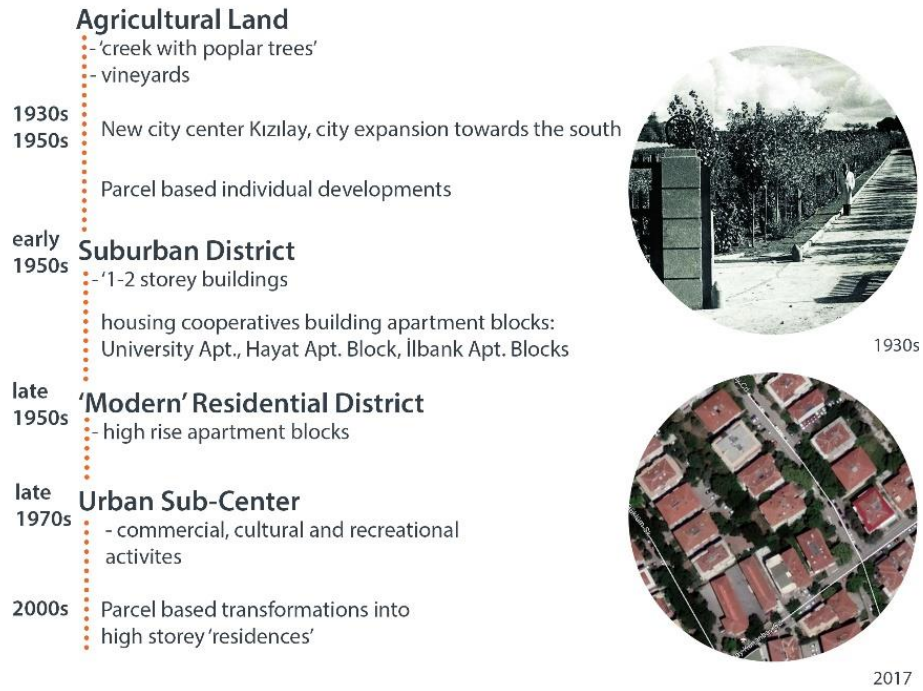 Agricultural Land
- ‘creek with poplar trees’
- vineyards
1930s
1950s
New city center Kızılay, city expansion towards the south
Parcel based individual developments
early
1950s
Suburban District
- ‘1-2 storey buildings
housing cooperatives building apartment blocks:
University Apt., Hayat Apt. Block, İlbank Apt. Blocks
late
1950s
‘Modern’ Residential District
- high rise apartment blocks
late
1970s
Urban Sub-Center
- commercial, cultural and recreational
activites
2000s
Parcel based transformations into
high storey ‘residences’
1930s
2017